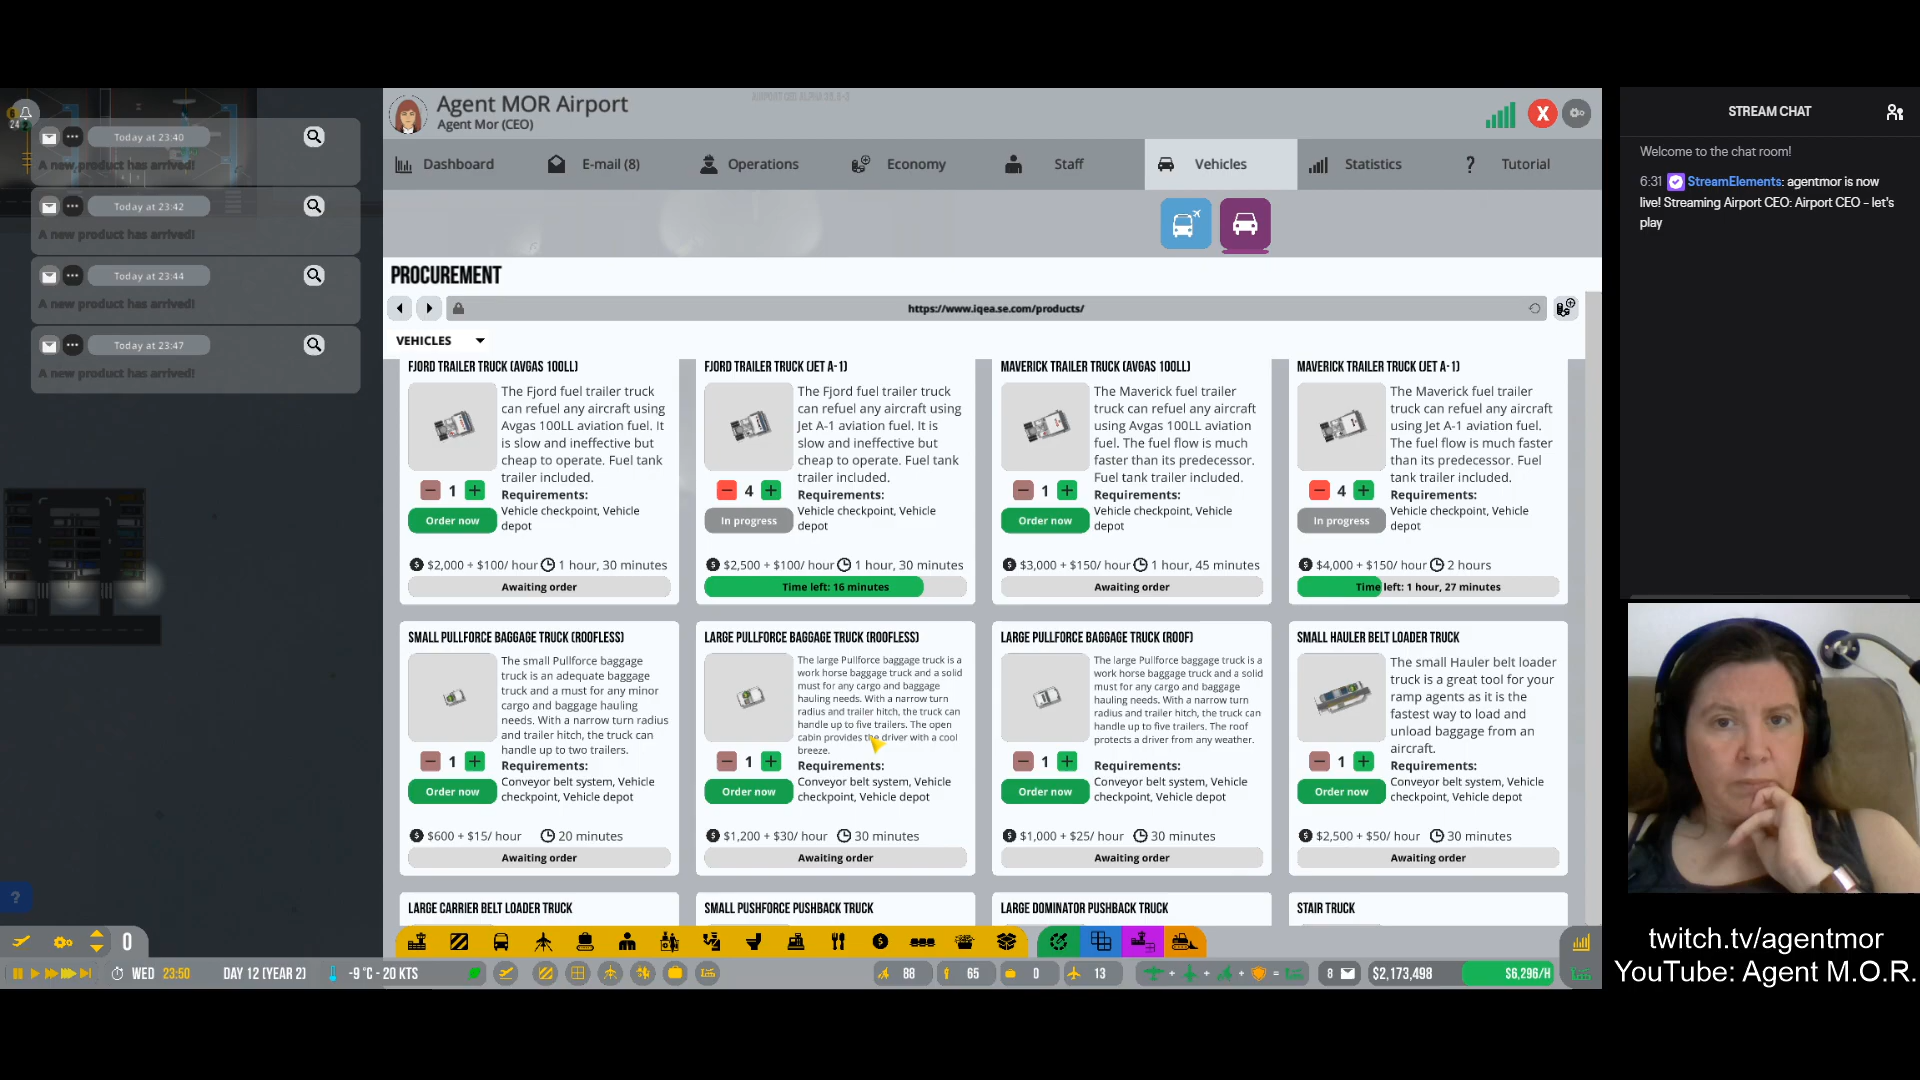 Agent MOR Airport
Agent Mor (CEO)
X
Dashboard
E-mail (8)
Operations
Economy
Staff
Vehicles
Statistics
?
Tutorial
24
Today at 23:40
A new product has arrived!
Today at 23:42
A new product has arrived!
Today at 23:44
A new product has arrived!
Today at 23:47
A new product has arrived!
PROCUREMENT
https://www.iqea.se.com/products/
VEHICLES
FJORD TRAILER TRUCK (AVGAS 100LL)
The Fjord fuel trailer truck
can refuel any aircraft using
Avgas 100LL aviation fuel. It
is slow and ineffective but
cheap to operate. Fuel tank
trailer included.
1
Requirements:
Order now
Vehicle checkpoint, Vehicle
depot
$2,000 + $100/ hour
1 hour, 30 minutes
Awaiting order
FJORD TRAILER TRUCK (JET A-1)
The Fjord fuel trailer truck
can refuel any aircraft using
Jet A-1 aviation fuel. It is
slow and ineffective but
cheap to operate. Fuel tank
trailer included.
4
Requirements:
In progress
Vehicle checkpoint, Vehicle
depot
$2,500 + $100/ hour
1 hour, 30 minutes
Time left: 16 minutes
MAVERICK TRAILER TRUCK (AVGAS 100LL)
The Maverick fuel trailer
truck can refuel any aircraft
using Avgas 100LL aviation
fuel. The fuel flow is much
faster than its predecessor.
Fuel tank trailer included.
1
Requirements:
Order now
Vehicle checkpoint, Vehicle
depot
$3,000 + $150/ hour
1 hour, 45 minutes
Awaiting order
MAVERICK TRAILER TRUCK (JET A-1)
The Maverick fuel trailer
truck can refuel any aircraft
using Jet A-1 aviation fuel.
The fuel flow is much faster
than its predecessor. Fuel
tank trailer included.
4
Requirements:
In progress
Vehicle checkpoint, Vehicle
depot
$4,000 + $150/ hour
2 hours
Time left: 1 hour, 27 minutes
SMALL PULLFORCE BAGGAGE TRUCK (ROOFLESS)
The small Pullforce baggage
truck is an adequate baggage
truck and a must for any minor
cargo and baggage hauling
needs. With a narrow turn radius
and trailer hitch, the truck can
handle up to two trailers.
1
Requirements:
Order now
Conveyor belt system, Vehicle
checkpoint, Vehicle depot
$600 + $15/ hour
20 minutes
Awaiting order
LARGE PULLFORCE BAGGAGE TRUCK (ROOFLESS)
The large Pullforce baggage truck is a
work horse baggage truck and a solid
must for any cargo and baggage
hauling needs. With a narrow turn
radius and trailer hitch, the truck can
handle up to five trailers. The open
cabin provides the driver with a cool
breeze.
1
Requirements:
Order now
Conveyor belt system, Vehicle
checkpoint, Vehicle depot
$1,200 + $30/ hour
30 minutes
Awaiting order
LARGE PULLFORCE BAGGAGE TRUCK (ROOF)
The large Pullforce baggage truck is a
work horse baggage truck and a solid
must for any cargo and baggage
hauling needs. With a narrow turn
radius and trailer hitch, the truck can
handle up to five trailers. The roof
protects a driver from any weather.
1
Requirements:
Order now
Conveyor belt system, Vehicle
checkpoint, Vehicle depot
$1,000 + $25/ hour
30 minutes
Awaiting order
SMALL HAULER BELT LOADER TRUCK
The small Hauler belt loader
truck is a great tool for your
ramp agents as it is the
fastest way to load and
unload baggage from an
aircraft.
1
Requirements:
Order now
Conveyor belt system, Vehicle
checkpoint, Vehicle depot
$2,500 + $50/ hour
30 minutes
Awaiting order
LARGE CARRIER BELT LOADER TRUCK
SMALL PUSHFORCE PUSHBACK TRUCK
LARGE DOMINATOR PUSHBACK TRUCK
STAIR TRUCK
?
0
WED 23:50
DAY 12 (YEAR 2)
-9 °C - 20 KTS
88
65
0
13
8
$2,173,498
$6,296/H
STREAM CHAT
Welcome to the chat room!
6:31 StreamElements: agentmor is now
live! Streaming Airport CEO: Airport CEO - let's
play
twitch.tv/agentmor
YouTube: Agent M.O.R.